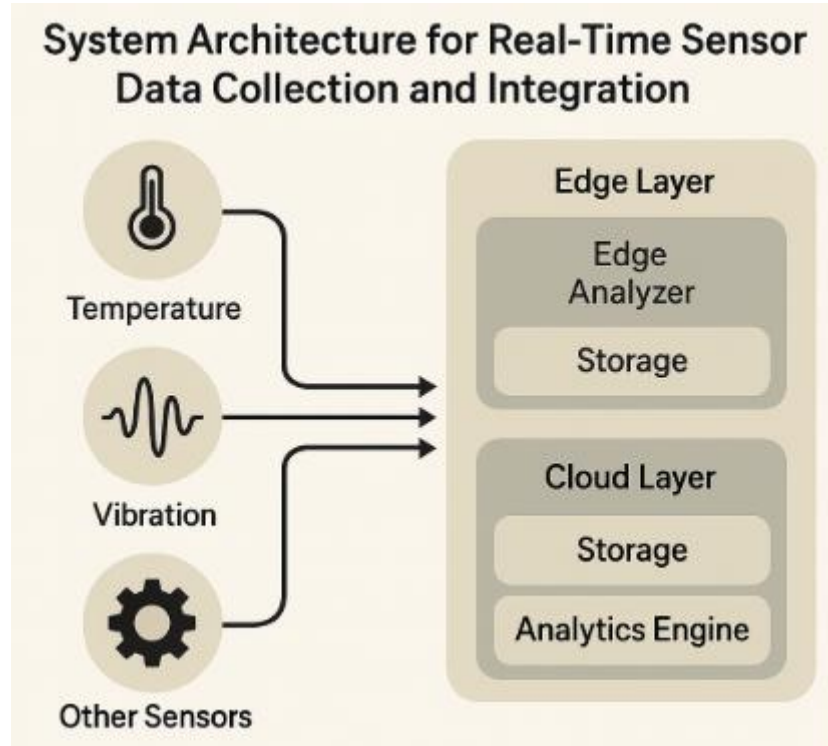 System Architecture for Real-Time Sensor
Data Collection and Integration
Temperature
Vibration
Other Sensors
Edge Layer
Edge
Analyzer
Storage
Cloud Layer
Storage
Analytics Engine